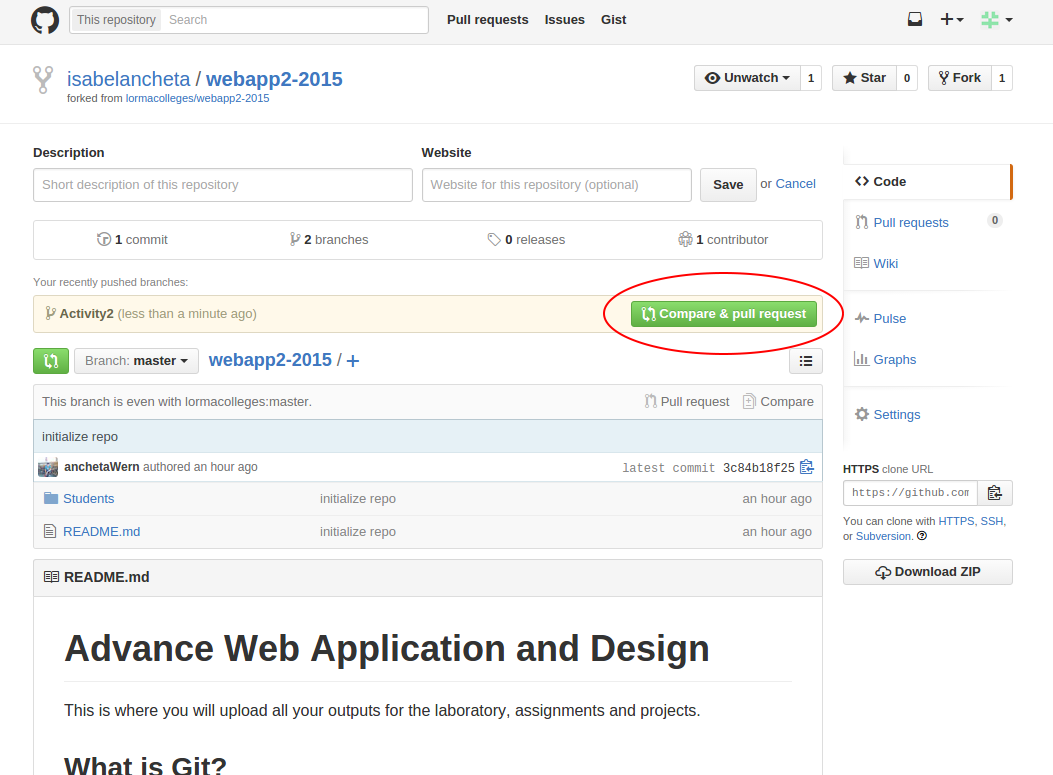 This repository Search Pull requests Issues Gist
isabelancheta / webapp2-2015 Unwatch 1 Star 0 Fork 1
forked from lormacolleges/webapp2-2015
Description Website
Short description of this repository Website for this repository (optional) Save or Cancel
1 commit 2 branches 0 releases 1 contributor
Your recently pushed branches:
Activity2 (less than a minute ago) Compare & pull request
Branch: master webapp2-2015 / +
This branch is even with lormacolleges:master. Pull request Compare
initialize repo
anchetaWern authored an hour ago latest commit 3c84b18f25
Students initialize repo an hour ago
README.md initialize repo an hour ago
README.md
Advance Web Application and Design
This is where you will upload all your outputs for the laboratory, assignments and projects.
What is Git?
Code
Pull requests 0
Wiki
Pulse
Graphs
Settings
HTTPS clone URL
https://github.com
You can clone with HTTPS, SSH,
or Subversion.
Download ZIP